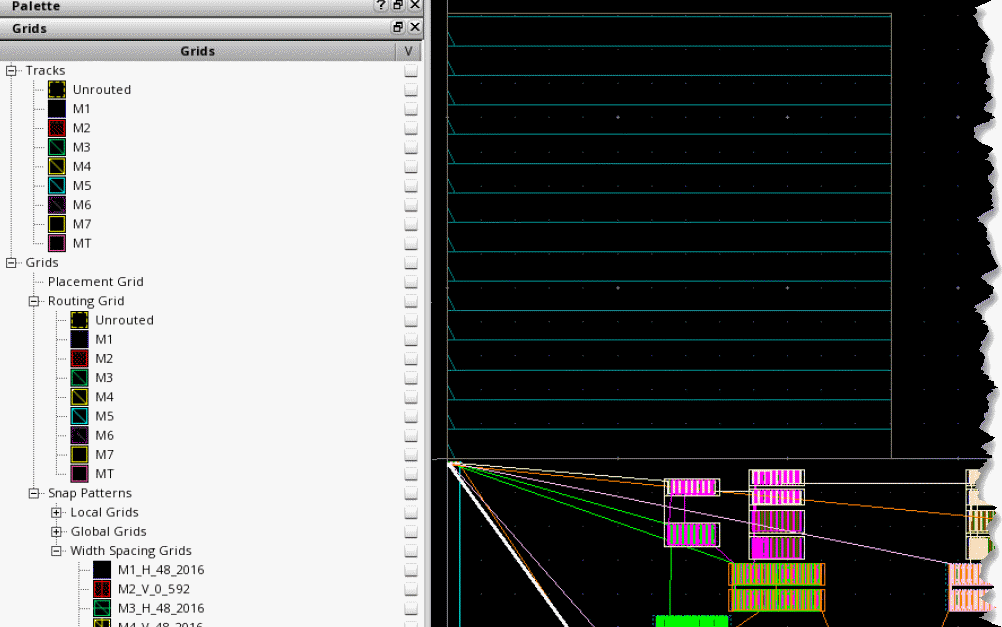 Palette
Grids
Grids V
Tracks
Unrouted
M1
M2
M3
M4
M5
M6
M7
MT
Grids
Placement Grid
Routing Grid
Unrouted
M1
M2
M3
M4
M5
M6
M7
MT
Snap Patterns
Local Grids
Global Grids
Width Spacing Grids
M1_H_48_2016
M2_V_0_592
M3_H_48_2016
M4_V_48_2016